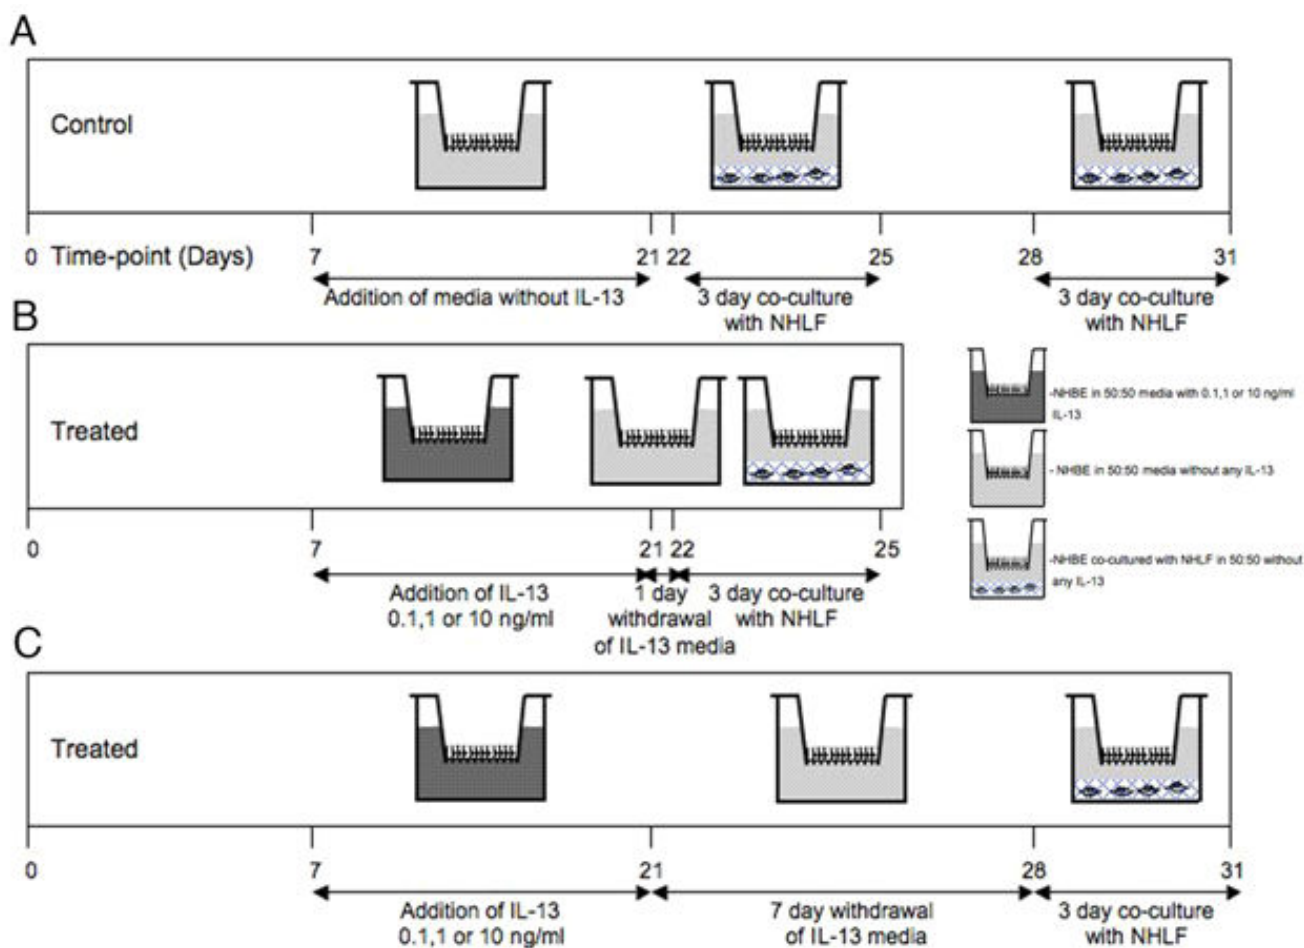 A
Control
0 Time-point (Days) 7 21 22 25 28 31
Addition of media without IL-13
3 day co-culture
with NHLF
3 day co-culture
with NHLF
B
Treated
0 7 21 22 25
Addition of IL-13
0.1,1 or 10 ng/ml
1 day
withdrawal
of IL-13 media
3 day co-culture
with NHLF
-NHBE in 50:50 media with 0.1,1 or 10 ng/ml
IL-13
- NHBE in 50:50 media without any IL-13
-NHBE co-cultured with NHLF in 50:50 without
any IL-13
C
Treated
0 7 21 28 31
Addition of IL-13
0.1,1 or 10 ng/ml
7 day withdrawal
of IL-13 media
3 day co-culture
with NHLF